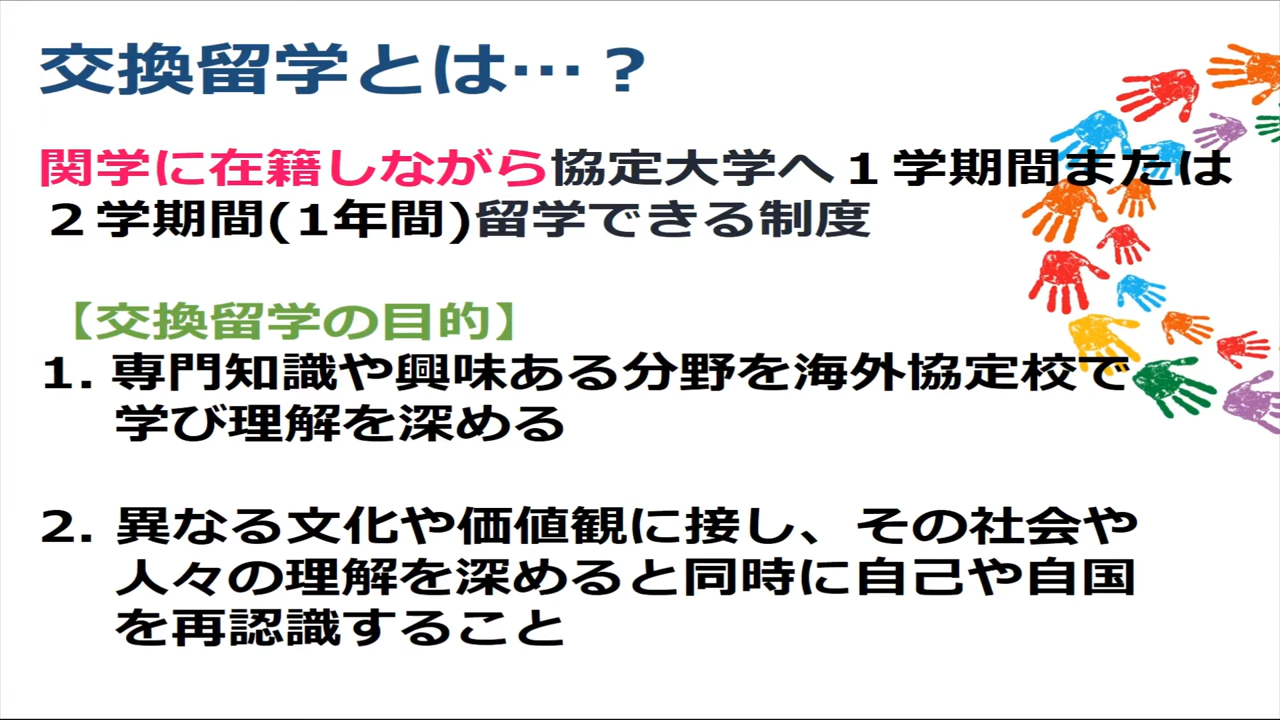 交換留学とは…？
関学に在籍しながら協定大学へ１学期間または
２学期間(1年間)留学できる制度
【交換留学の目的】
1. 専門知識や興味ある分野を海外協定校で
学び理解を深める
2. 異なる文化や価値観に接し、その社会や
人々の理解を深めると同時に自己や自国
を再認識すること